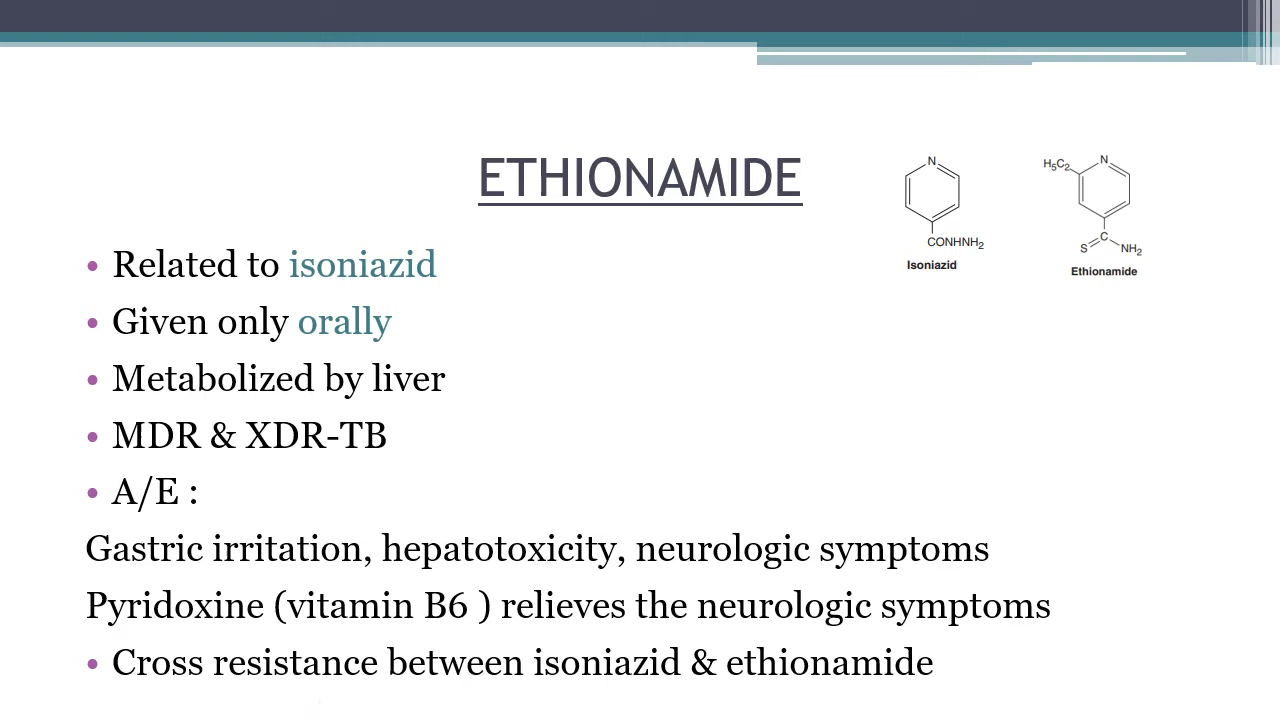 ETHIONAMIDE
N
CONHNH2
Isoniazid
H5C2 N
C
S NH2
Ethionamide
• Related to isoniazid
• Given only orally
• Metabolized by liver
• MDR & XDR-TB
• A/E :
Gastric irritation, hepatotoxicity, neurologic symptoms
Pyridoxine (vitamin B6 ) relieves the neurologic symptoms
• Cross resistance between isoniazid & ethionamide